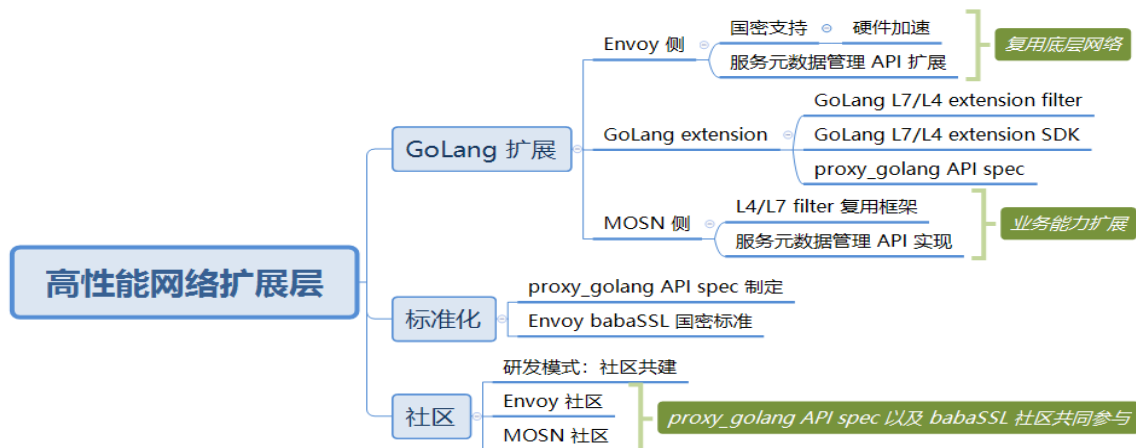 高性能网络扩展层
GoLang 扩展
Envoy 侧
国密支持
硬件加速
服务元数据管理 API 扩展
复用底层网络
GoLang extension
GoLang L7/L4 extension filter
GoLang L7/L4 extension SDK
proxy_golang API spec
MOSN 侧
L4/L7 filter 复用框架
服务元数据管理 API 实现
业务能力扩展
标准化
proxy_golang API spec 制定
Envoy babaSSL 国密标准
社区
研发模式：社区共建
Envoy 社区
MOSN 社区
proxy_golang API spec 以及 babaSSL 社区共同参与